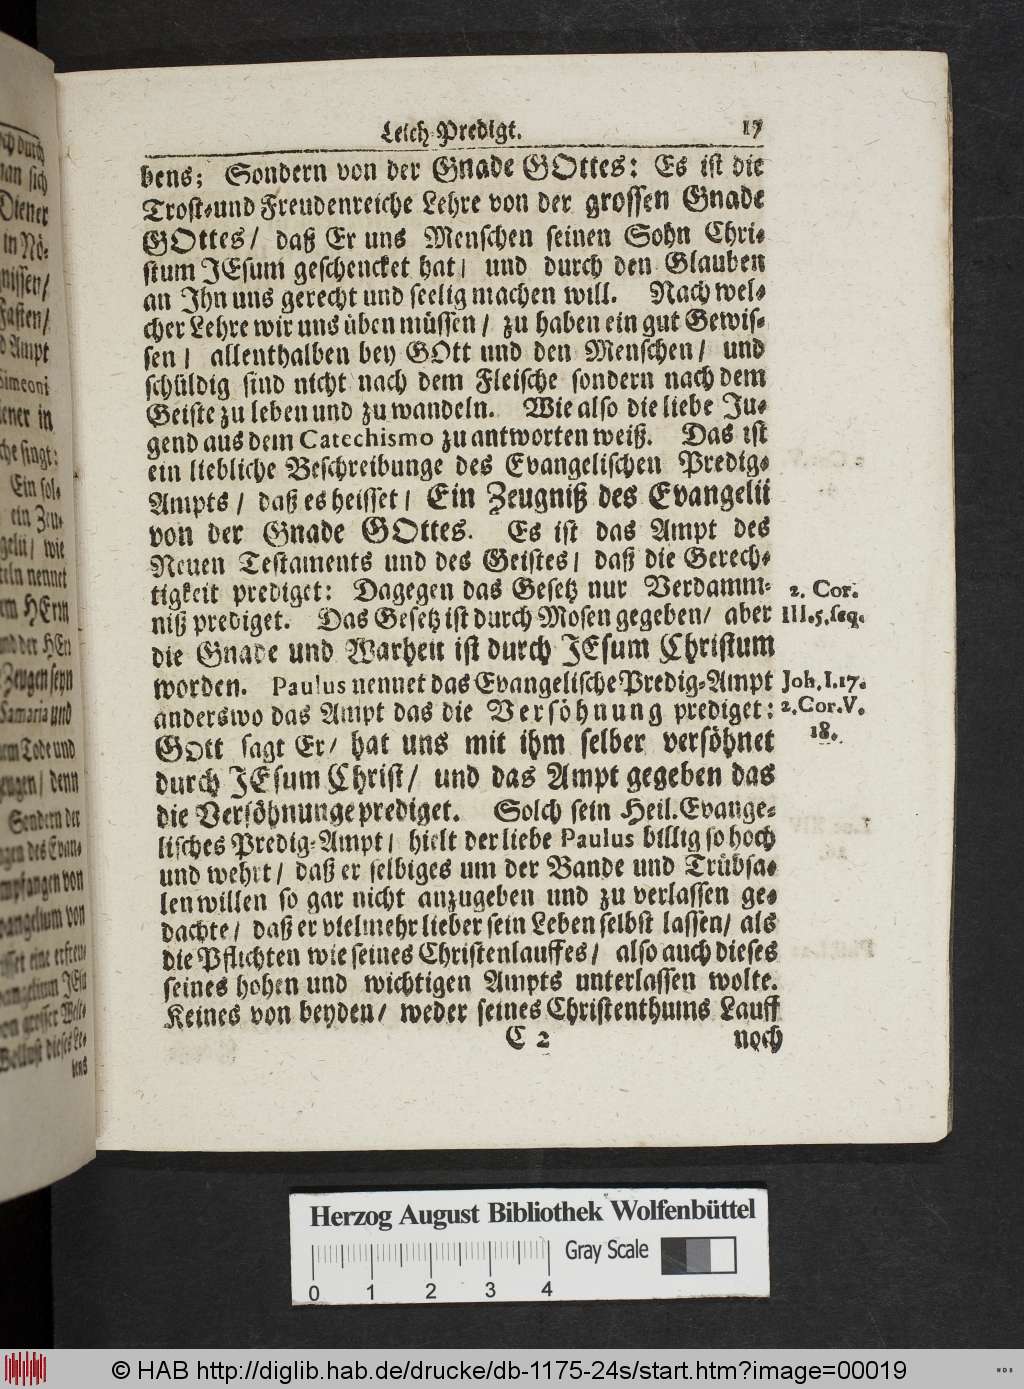 Leich-Predigt. 17
bens; Sondern von der Gnade GOttes: Es ist die
Trost-und Freudenreiche Lehre von der grossen Gnade
GOttes/ daß Er uns Menschen seinen Sohn Chri-
stum JEsum geschencket hat/ und durch den Glauben
an Jhn uns gerecht und seelig machen will. Nach wel-
cher Lehre wir uns üben müssen/ zu haben ein gut Gewis-
sen/ allenthalben bey GOtt und den Menschen/ und
schüldig sind nicht nach dem Fleische sondern nach dem
Geiste zu leben und zu wandeln. Wie also die liebe Ju-
gend aus dem Catechismo zu antworten weiß. Das ist
ein liebliche Beschreibunge des Evangelischen Predig-
Ampts/ daß es heisset/ Ein Zeugniß des Evangelii
von der Gnade GOttes. Es ist das Ampt des
Neuen Testaments und des Geistes/ daß die Gerech-
tigkeit prediget: Dagegen das Gesetz nur Verdamm-
niß prediget. Das Gesetz ist durch Mosen gegeben/ aber
die Gnade und Warheit ist durch JEsum Christum
worden. Paulus nennet das Evangelische Predig-Ampt
anderswo das Ampt das die Versöhnung prediget:
GOtt sagt Er/ hat uns mit ihm selber versöhnet
durch JEsum Christ/ und das Ampt gegeben das
die Versöhnunge prediget. Solch sein Heil. Evange-
lisches Predig-Ampt/ hielt der liebe Paulus billig so hoch
und wehrt/ daß er selbiges um der Bande und Trübsa-
len willen so gar nicht anzugeben und zu verlassen ge-
dachte/ daß er vielmehr lieber sein Leben selbst lassen/ als
die Pflichten wie seines Christenlauffes/ also auch dieses
seines hohen und wichtigen Ampts unterlassen wolte.
Keines von beyden/ weder seines Christenthums Lauff
C 2 noch
2. Cor.
III.5.seq.
Joh.I.17.
2.Cor.V.
18.
Herzog August Bibliothek Wolfenbüttel
Gray Scale
0 1 2 3 4
© HAB http://diglib.hab.de/drucke/db-1175-24s/start.htm?image=00019